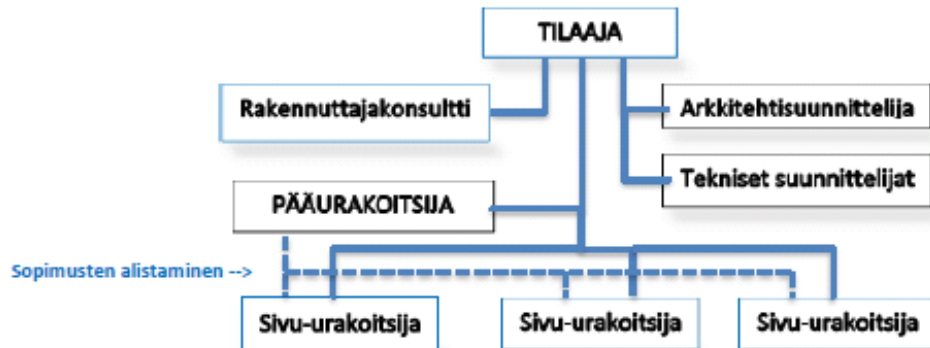 TILAAJA
Rakennuttajakonsultti
Arkkitehtisuunnittelija
Tekniset suunnittelijat
PÄÄURAKOITSIJA
Sopimusten alistaminen -->
Sivu-urakoitsija
Sivu-urakoitsija
Sivu-urakoitsija